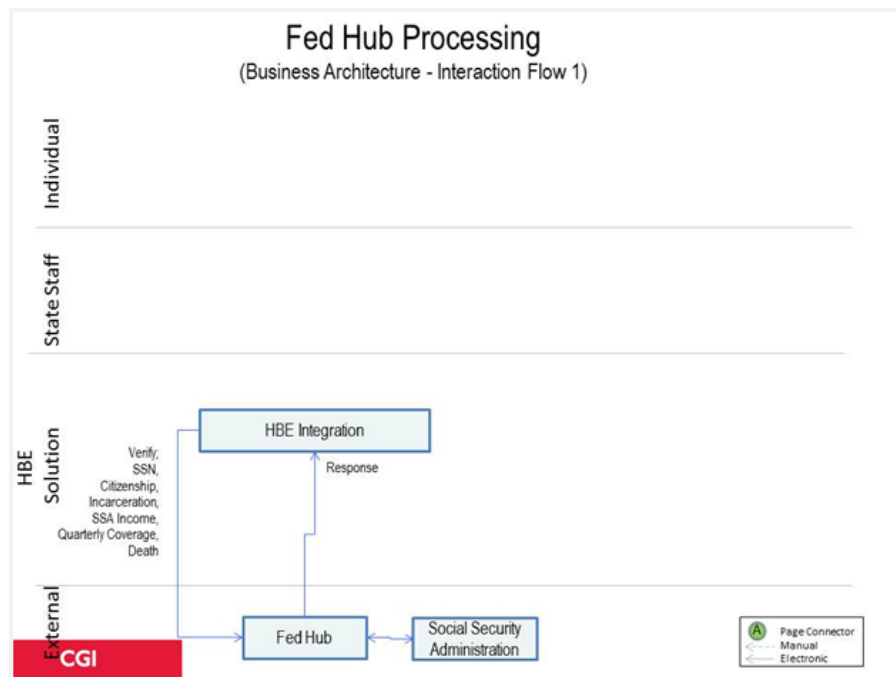 Fed Hub Processing
(Business Architecture - Interaction Flow 1)
Individual
State Staff
HBE
Solution
HBE Integration
Verify;
SSN,
Citizenship,
Incarceration,
SSA Income,
Quarterly Coverage,
Death
Response
External
Fed Hub
Social Security
Administration
CGI
A Page Connector
Manual
Electronic